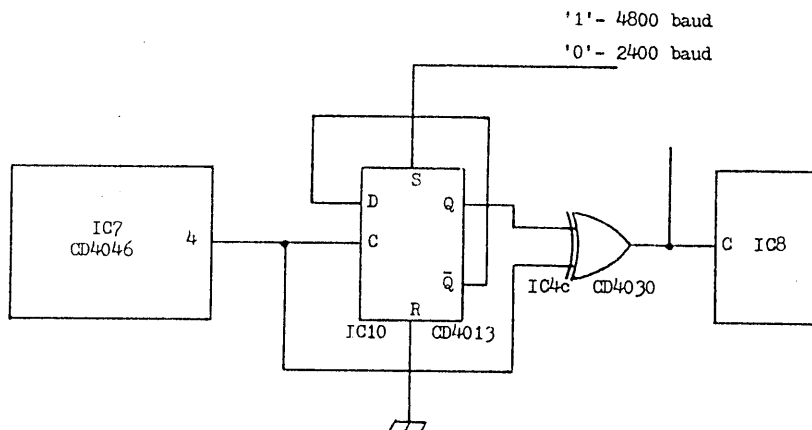 '1'- 4800 baud
'0'- 2400 baud
S
D
Q
IC7
CD4046
4
C
C
IC8
Q̄
IC4c
CD4030
R
IC10
CD4013